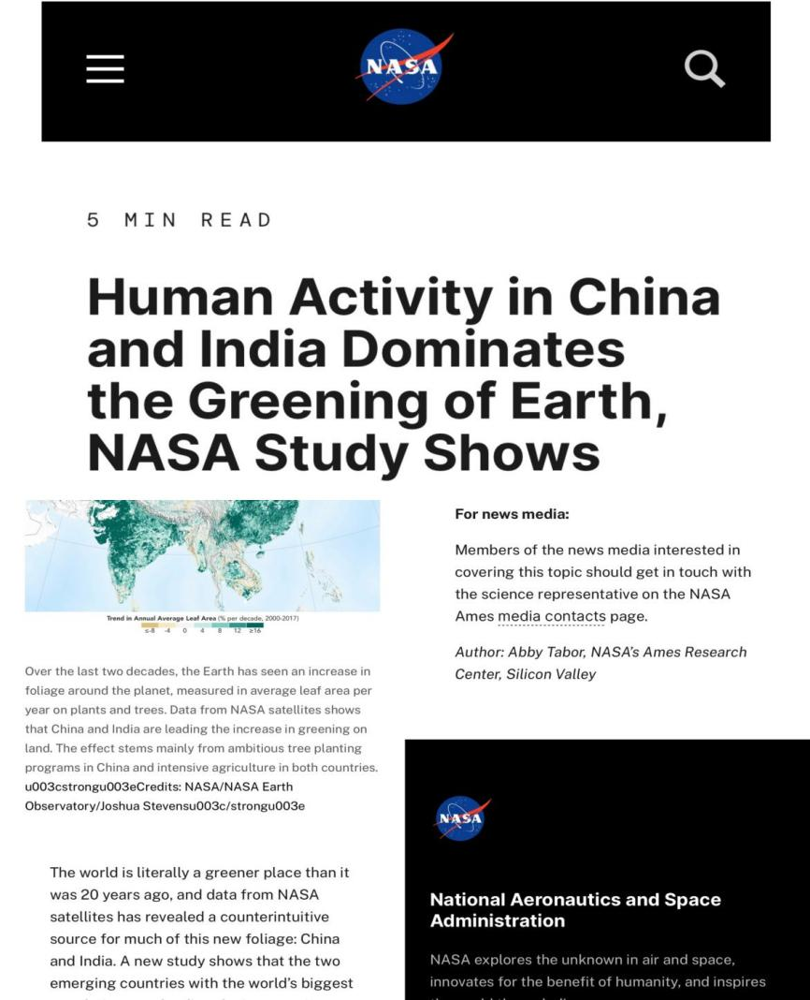 NASA
5 MIN READ
Human Activity in China
and India Dominates
the Greening of Earth,
NASA Study Shows
Trend in Annual Average Leaf Area (% per decade, 2000-2017)
≤-8 -4 0 4 8 12 ≥16
Over the last two decades, the Earth has seen an increase in
foliage around the planet, measured in average leaf area per
year on plants and trees. Data from NASA satellites shows
that China and India are leading the increase in greening on
land. The effect stems mainly from ambitious tree planting
programs in China and intensive agriculture in both countries.
u003cstrongu003eCredits: NASA/NASA Earth
Observatory/Joshua Stevensu003c/strongu003e
The world is literally a greener place than it
was 20 years ago, and data from NASA
satellites has revealed a counterintuitive
source for much of this new foliage: China
and India. A new study shows that the two
emerging countries with the world’s biggest
For news media:
Members of the news media interested in
covering this topic should get in touch with
the science representative on the NASA
Ames media contacts page.
Author: Abby Tabor, NASA’s Ames Research
Center, Silicon Valley
NASA
National Aeronautics and Space
Administration
NASA explores the unknown in air and space,
innovates for the benefit of humanity, and inspires